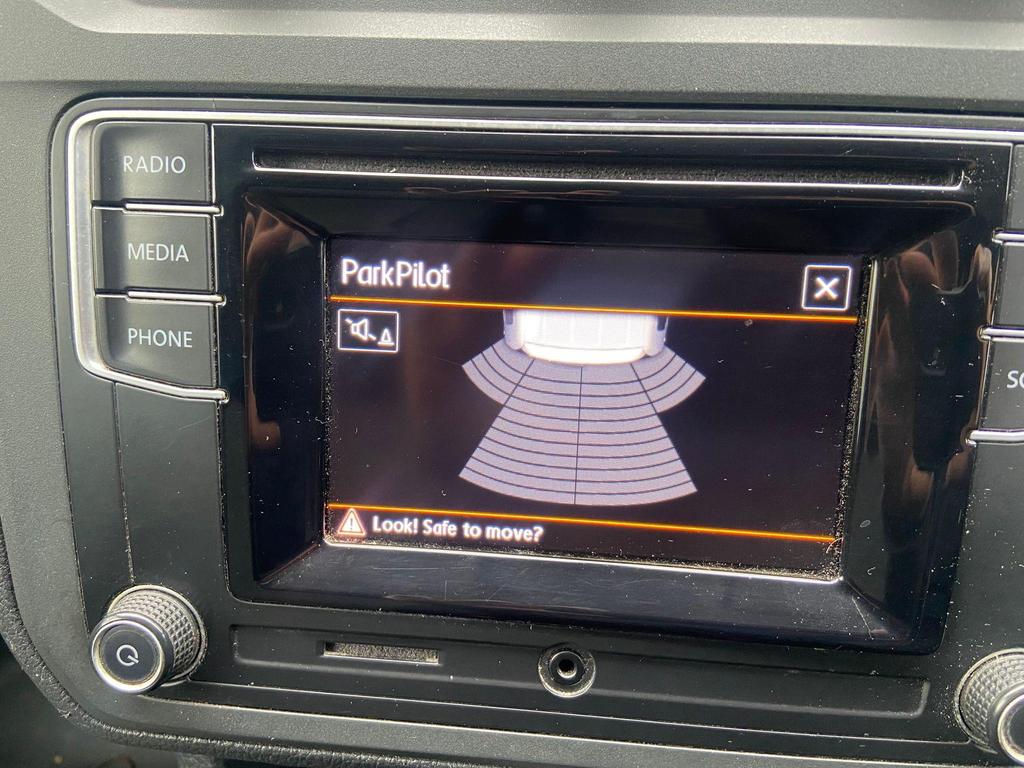 RADIO
MEDIA
PHONE
ParkPilot
Look! Safe to move?